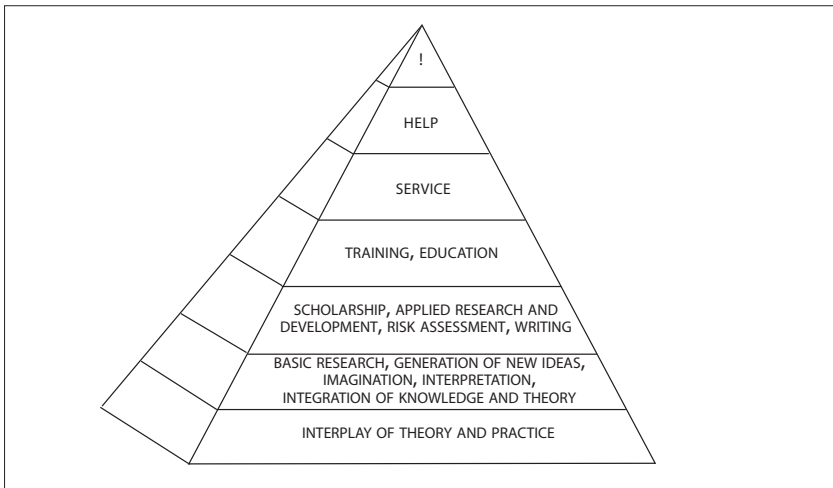 !
HELP
SERVICE
TRAINING, EDUCATION
SCHOLARSHIP, APPLIED RESEARCH AND
DEVELOPMENT, RISK ASSESSMENT, WRITING
BASIC RESEARCH, GENERATION OF NEW IDEAS,
IMAGINATION, INTERPRETATION,
INTEGRATION OF KNOWLEDGE AND THEORY
INTERPLAY OF THEORY AND PRACTICE